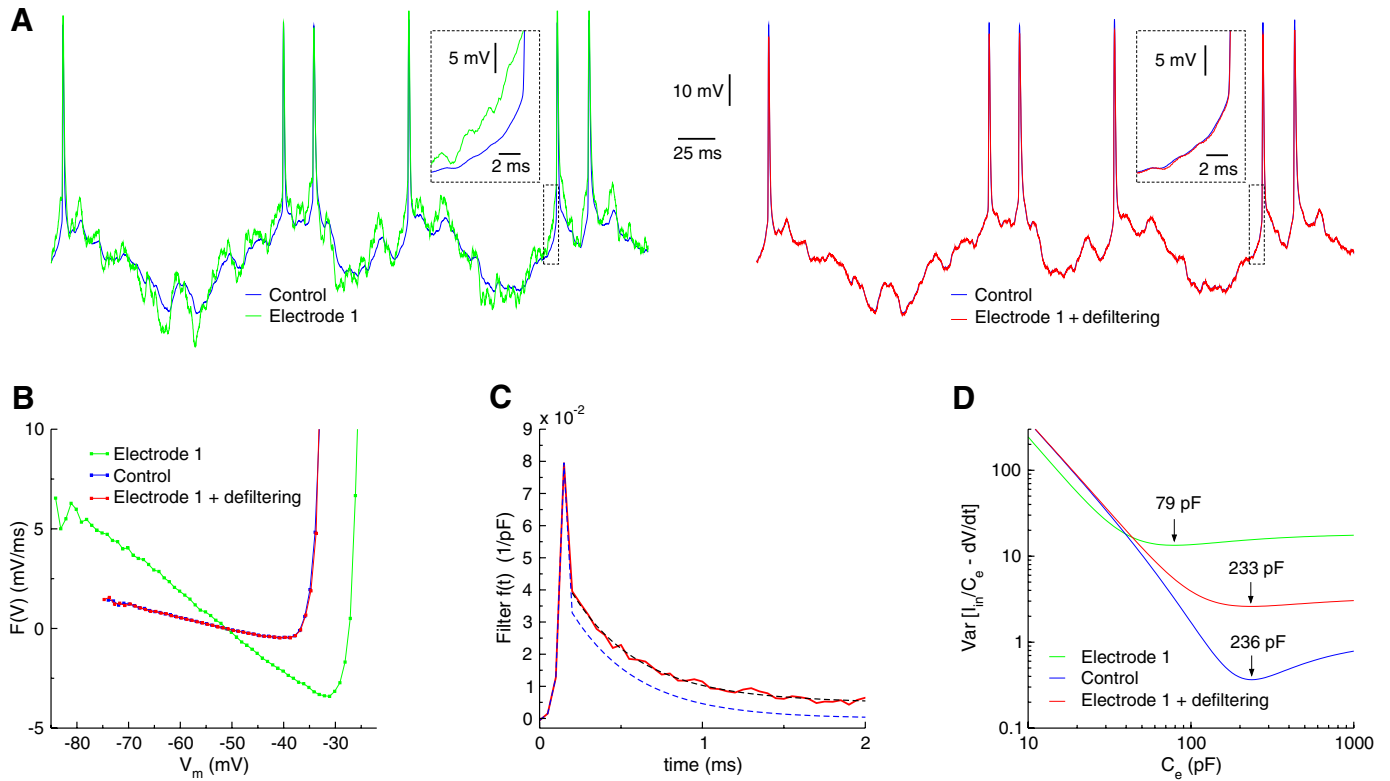 A
5 mV
2 ms
Control
Electrode 1
10 mV
25 ms
5 mV
2 ms
Control
Electrode 1 + defiltering
B
10
5
0
-5
F(V) (mV/ms)
Electrode 1
Control
Electrode 1 + defiltering
-80 -70 -60 -50 -40 -30
V_m (mV)
C
x 10^-2
9
8
7
6
5
4
3
2
1
0
Filter f(t) (1/pF)
0 1 2
time (ms)
D
100
10
1
0.1
Var [I_in/C_e - dV/dt]
79 pF
233 pF
236 pF
Electrode 1
Control
Electrode 1 + defiltering
10 100 1000
C_e (pF)